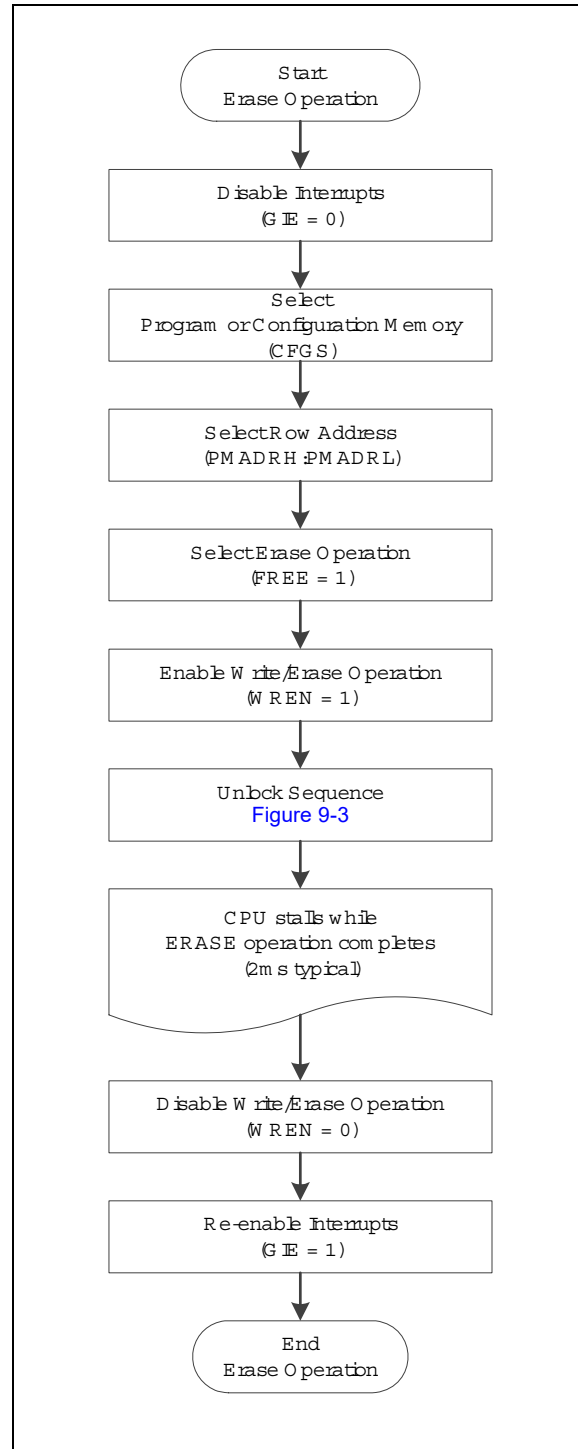 Start
Erase Operation
Disable Interrupts
(GIE = 0)
Select
Program or Configuration Memory
(CFGS)
Select Row Address
(PMADRH:PMADRL)
Select Erase Operation
(FREE = 1)
Enable Write/Erase Operation
(WREN = 1)
Unlock Sequence
Figure 9-3
CPU stalls while
ERASE operation completes
(2ms typical)
Disable Write/Erase Operation
(WREN = 0)
Re-enable Interrupts
(GIE = 1)
End
Erase Operation